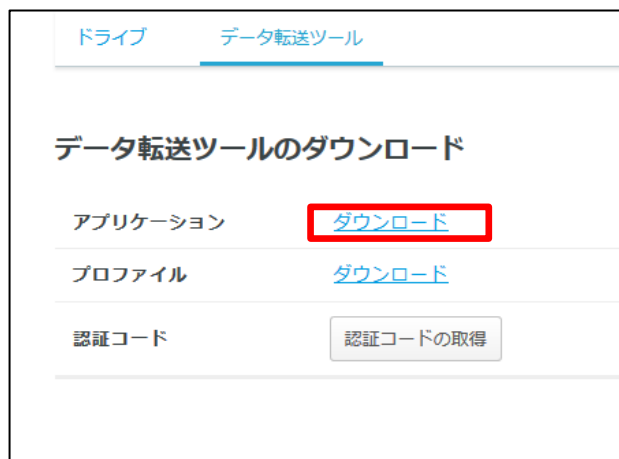 ドライブ データ転送ツール
データ転送ツールのダウンロード
アプリケーション ダウンロード
プロファイル ダウンロード
認証コード 認証コードの取得